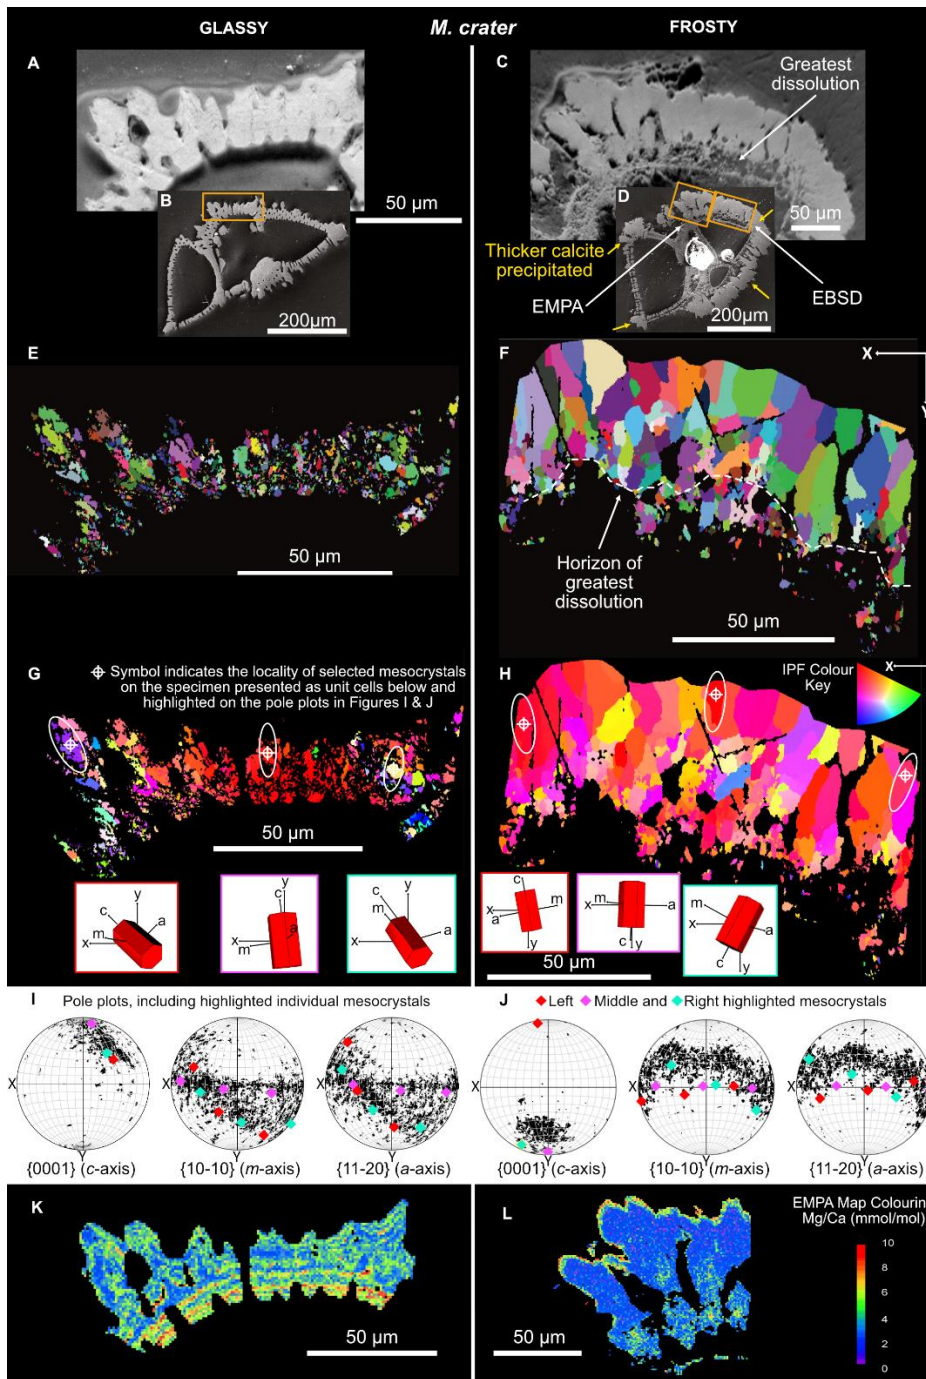 GLASSY
M. crater
FROSTY
A
C
Greatest
dissolution
B
50 µm
D
50 µm
Thicker calcite
precipitated
EMPA
EBSD
200µm
200µm
E
F
X
50 µm
Horizon of
greatest
dissolution
50 µm
G
Symbol indicates the locality of selected mesocrystals
on the specimen presented as unit cells below and
highlighted on the pole plots in Figures I & J
H
IPF Colour
Key
X
50 µm
c
y
m
a
x
y
c
x
m
a
y
c
m
a
x
c
x
a
m
y
x
m
a
c
y
m
x
a
c
y
50 µm
I
Pole plots, including highlighted individual mesocrystals
J
Left
Middle and
Right highlighted mesocrystals
X
X
Y
Y
Y
Y
Y
Y
{0001} (c-axis)
{10-10} (m-axis)
{11-20} (a-axis)
{0001} (c-axis)
{10-10} (m-axis)
{11-20} (a-axis)
K
L
EMPA Map Colourin
Mg/Ca (mmol/mol)
10
8
6
4
2
0
50 µm
50 µm